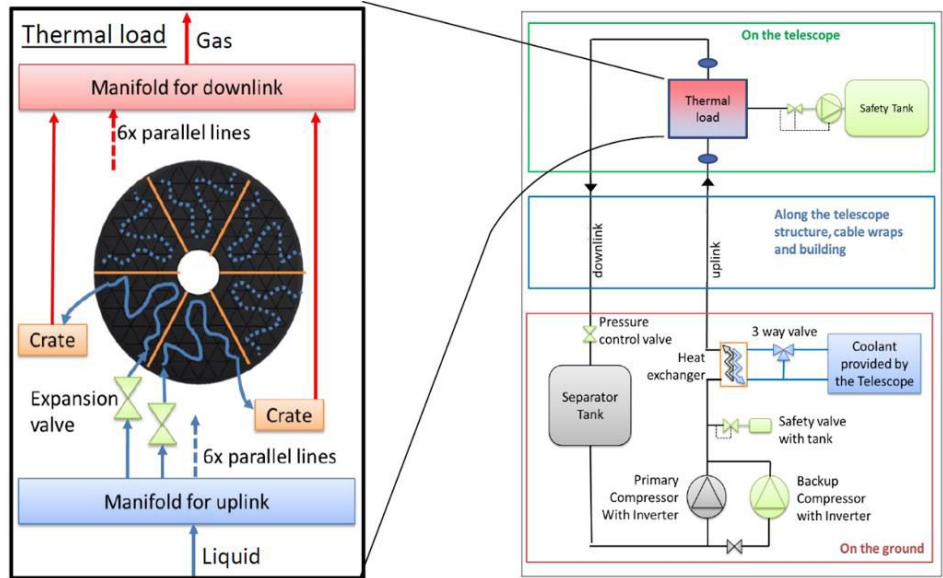 Thermal load
Gas
Manifold for downlink
6x parallel lines
Crate
Expansion
valve
Crate
6x parallel lines
Manifold for uplink
Liquid
On the telescope
Thermal
load
Safety Tank
Along the telescope
structure, cable wraps
and building
downlink
uplink
Pressure
control valve
3 way valve
Heat
exchanger
Coolant
provided by
the Telescope
Separator
Tank
Safety valve
with tank
Primary
Compressor
With Inverter
Backup
Compressor
with Inverter
On the ground